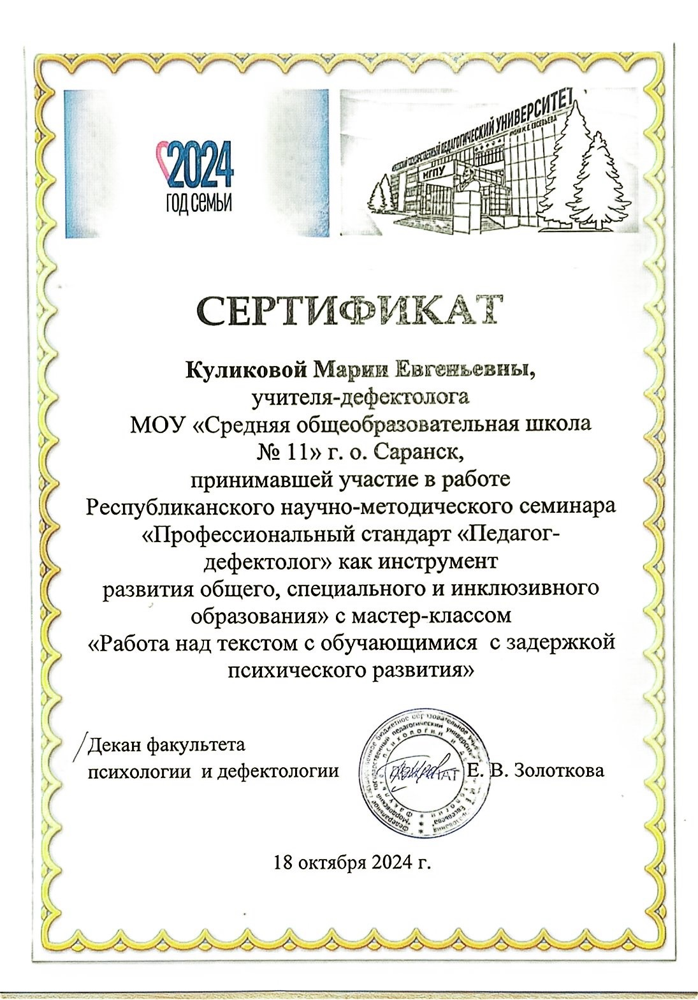 2024
ГОД СЕМЬИ
ПЕДАГОГИЧЕСКИЙ УНИВЕРСИТЕТ
ИМЕНИ М. Е. ЕВСЕВЬЕВА
МГПУ
СЕРТИФИКАТ
Куликовой Марии Евгеньевны,
учителя-дефектолога
МОУ «Средняя общеобразовательная школа
№ 11» г. о. Саранск,
принимавшей участие в работе
Республиканского научно-методического семинара
«Профессиональный стандарт «Педагог-
дефектолог» как инструмент
развития общего, специального и инклюзивного
образования» с мастер-классом
«Работа над текстом с обучающимися с задержкой
психического развития»
Декан факультета
психологии и дефектологии
Е. В. Золоткова
18 октября 2024 г.